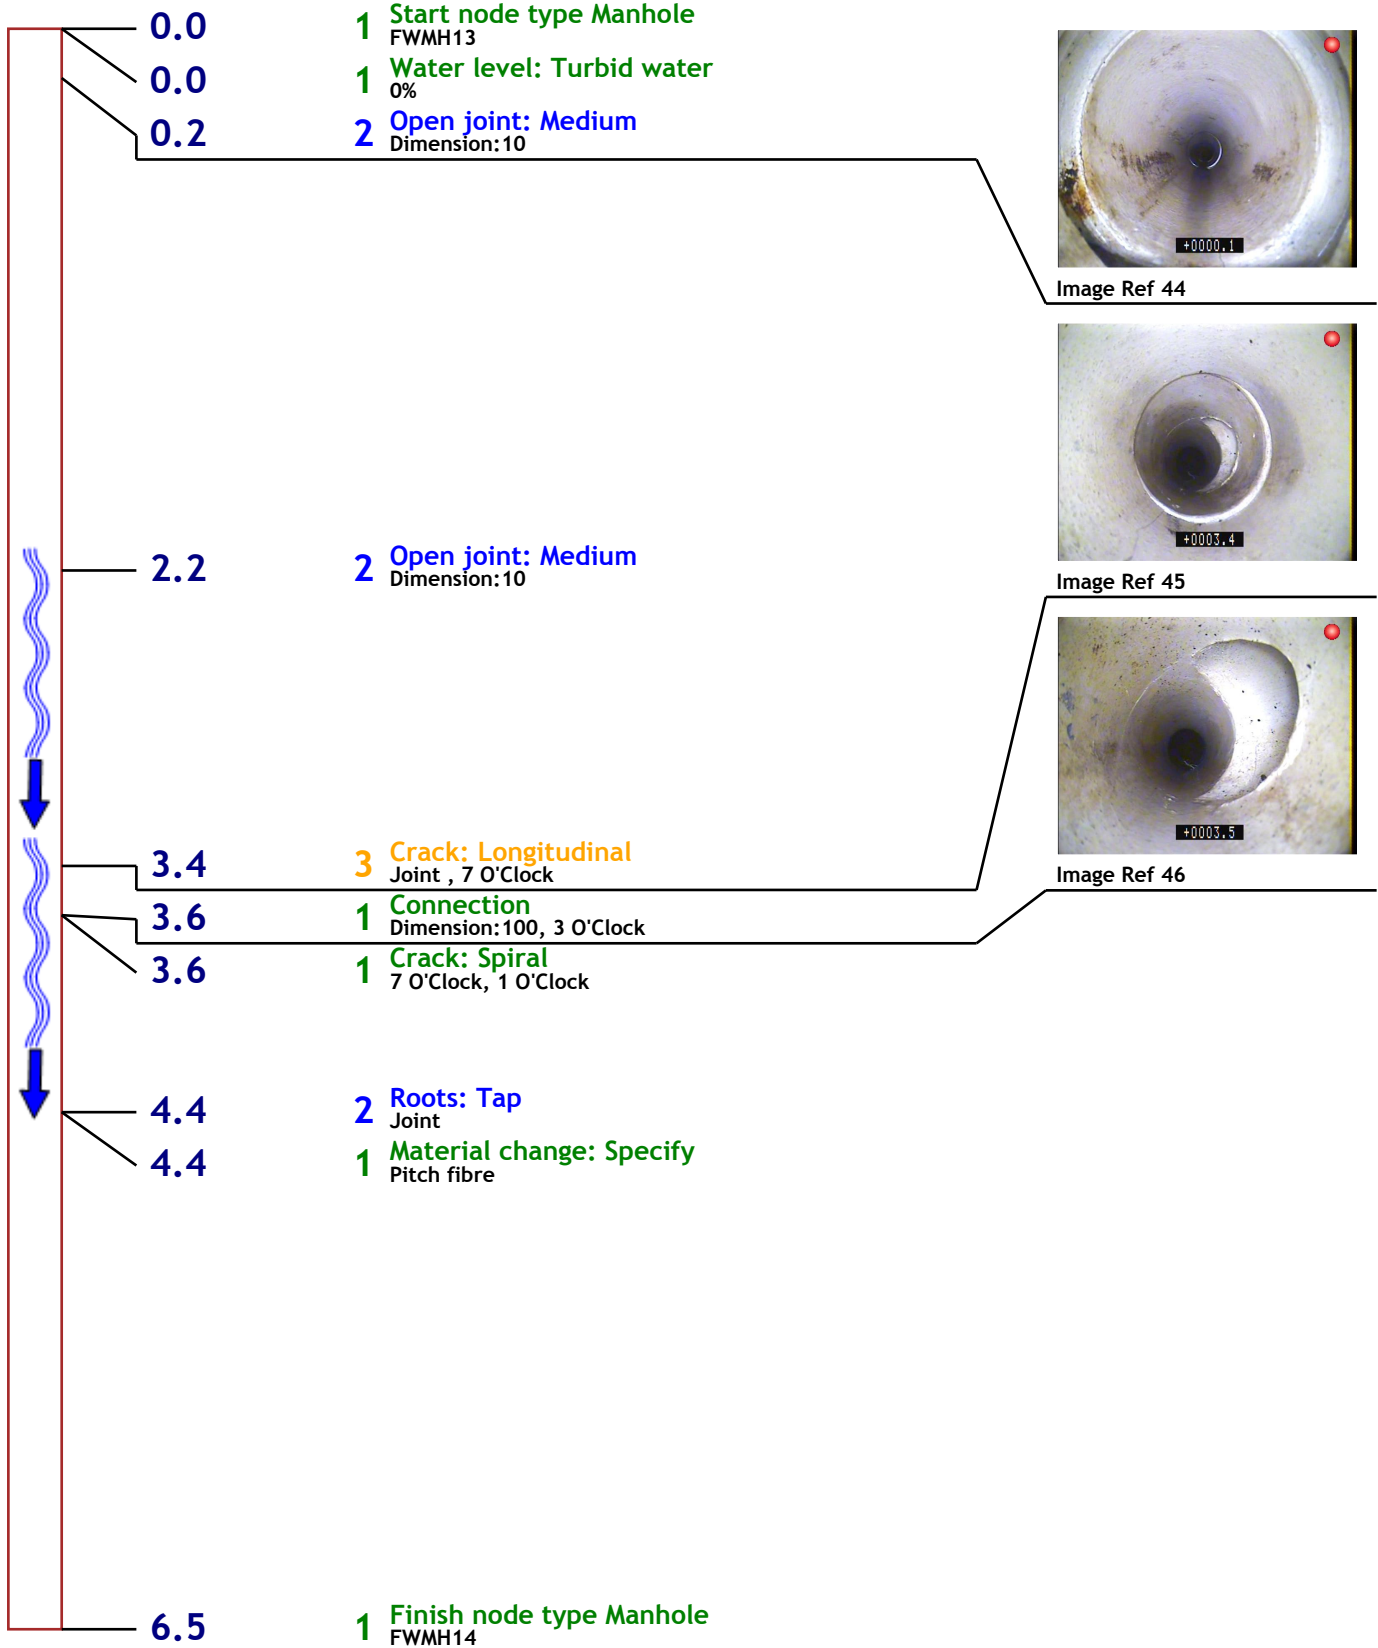 0.0 1 Start node type Manhole
FWMH13
0.0 1 Water level: Turbid water
0%
0.2 2 Open joint: Medium
Dimension:10
+0000.1
Image Ref 44
+0003.4
Image Ref 45
2.2 2 Open joint: Medium
Dimension:10
+0003.5
Image Ref 46
3.4 3 Crack: Longitudinal
Joint , 7 O'Clock
3.6 1 Connection
Dimension:100, 3 O'Clock
3.6 1 Crack: Spiral
7 O'Clock, 1 O'Clock
4.4 2 Roots: Tap
Joint
4.4 1 Material change: Specify
Pitch fibre
6.5 1 Finish node type Manhole
FWMH14